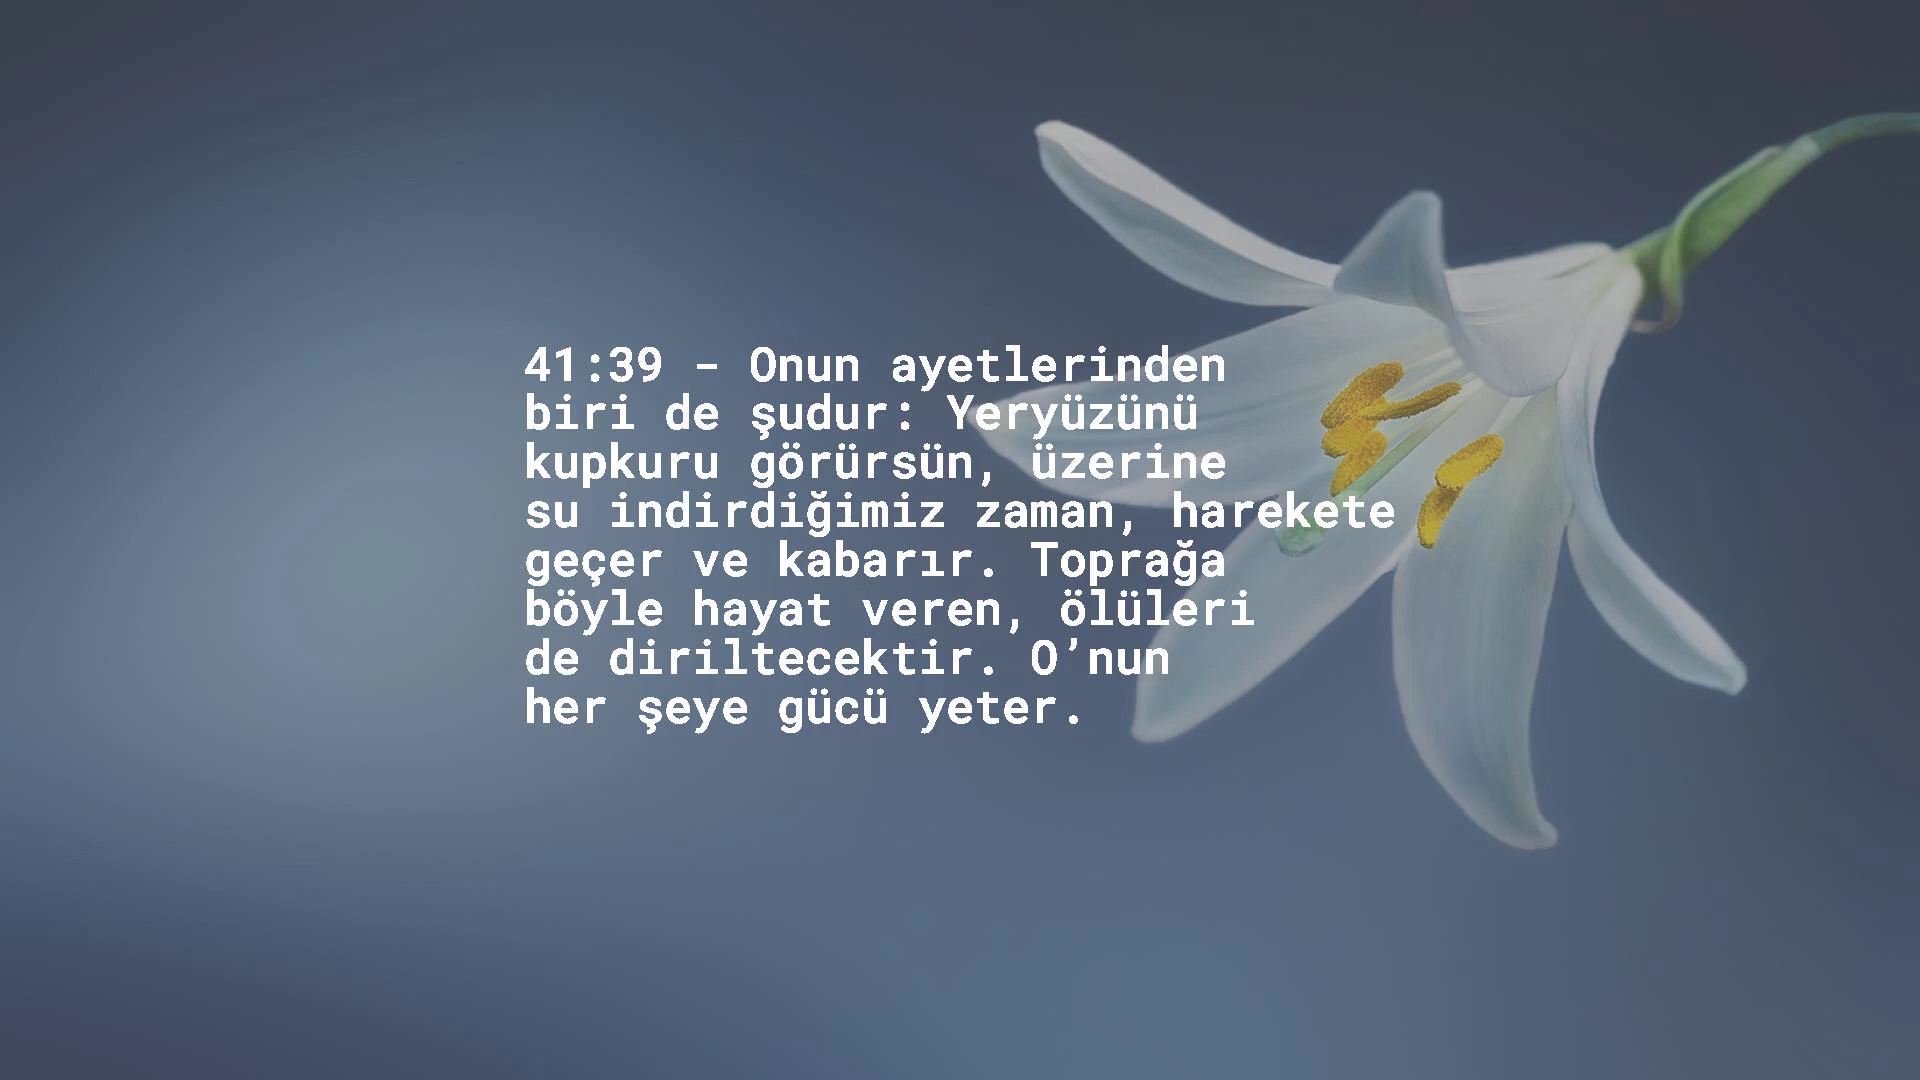 41:39 - Onun ayetlerinden
biri de şudur: Yeryüzünü
kupkuru görürsün, üzerine
su indirdiğimiz zaman, harekete
geçer ve kabarır. Toprağa
böyle hayat veren, ölüleri
de diriltecektir. O’nun
her şeye gücü yeter.